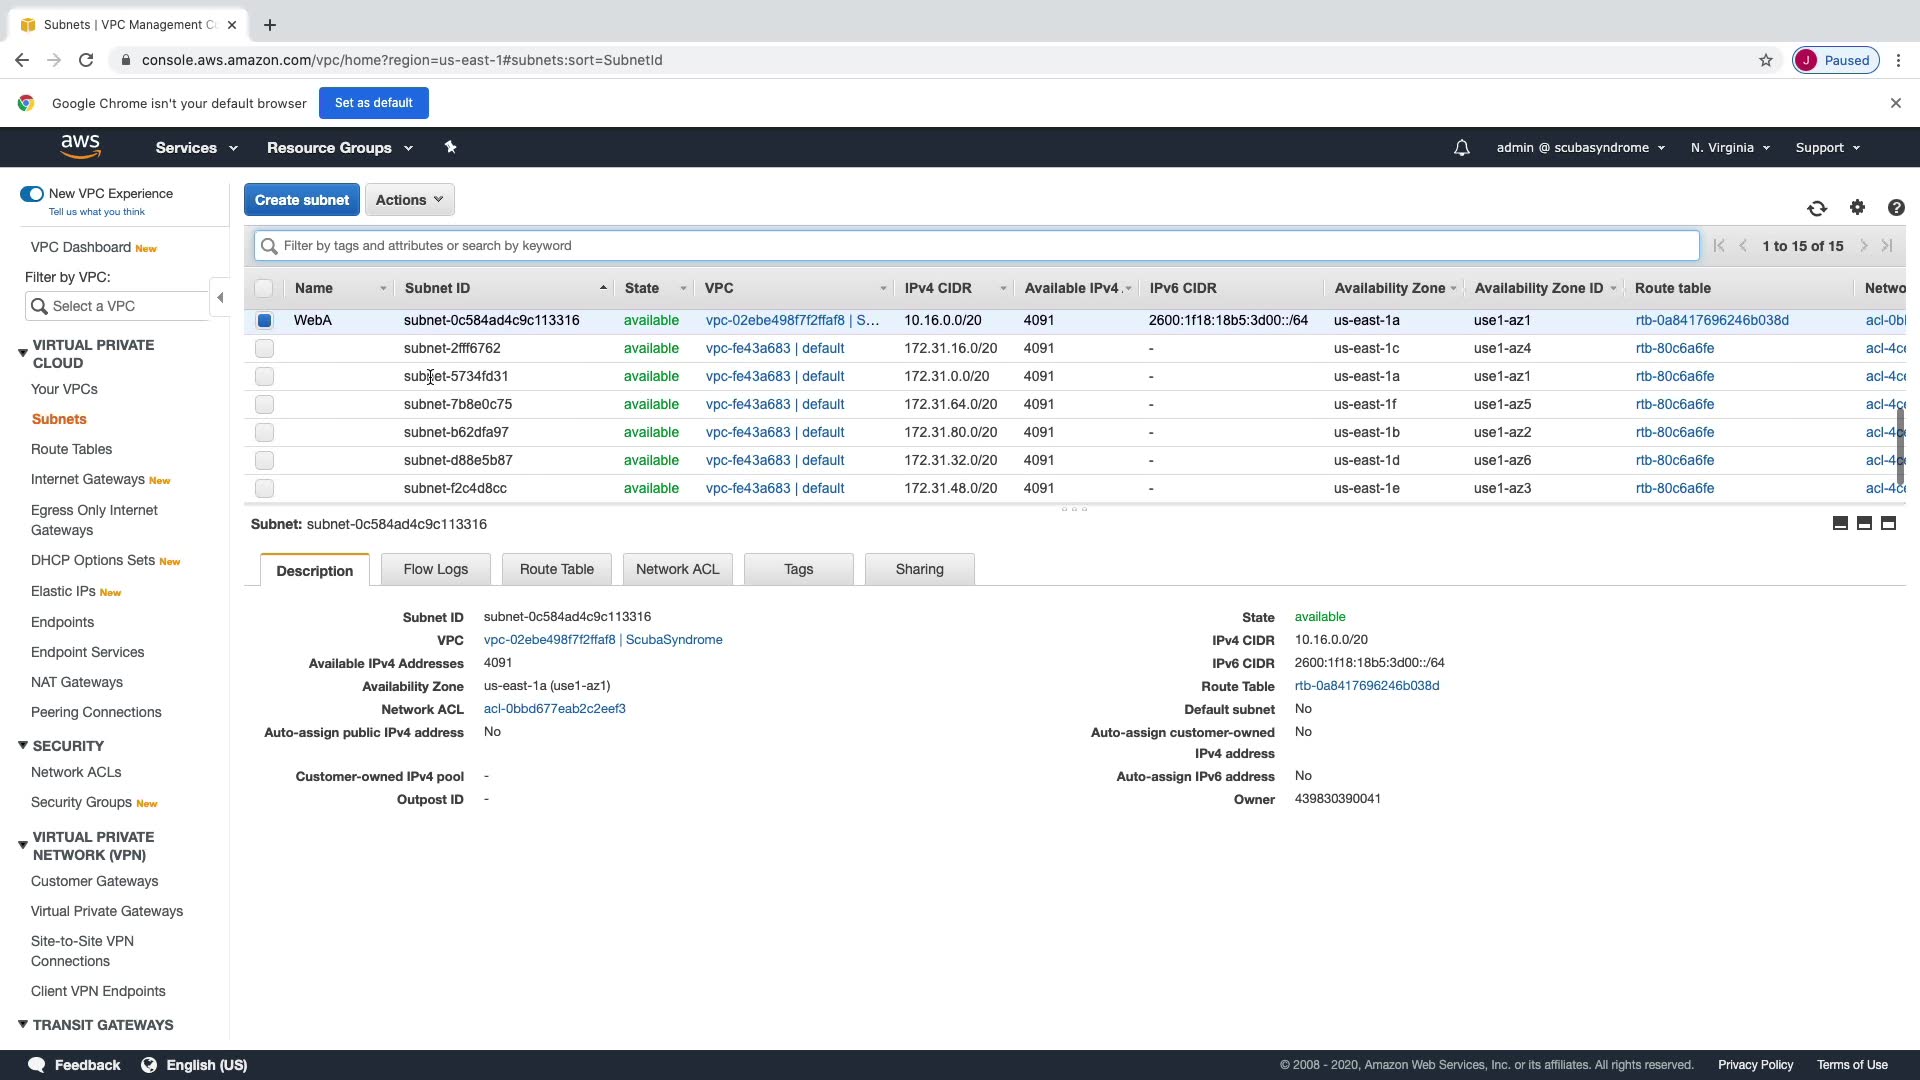 Subnets | VPC Management C
console.aws.amazon.com/vpc/home?region=us-east-1#subnets:sort=SubnetId
J Paused
Google Chrome isn't your default browser Set as default
aws Services Resource Groups admin @ scubasyndrome N. Virginia Support
New VPC Experience
Tell us what you think
VPC Dashboard New
Filter by VPC:
Select a VPC
VIRTUAL PRIVATE
CLOUD
Your VPCs
Subnets
Route Tables
Internet Gateways New
Egress Only Internet
Gateways
DHCP Options Sets New
Elastic IPs New
Endpoints
Endpoint Services
NAT Gateways
Peering Connections
SECURITY
Network ACLs
Security Groups New
VIRTUAL PRIVATE
NETWORK (VPN)
Customer Gateways
Virtual Private Gateways
Site-to-Site VPN
Connections
Client VPN Endpoints
TRANSIT GATEWAYS
Create subnet Actions
Filter by tags and attributes or search by keyword 1 to 15 of 15
Name Subnet ID State VPC IPv4 CIDR Available IPv4 IPv6 CIDR Availability Zone Availability Zone ID Route table Netwo
WebA subnet-0c584ad4c9c113316 available vpc-02ebe498f7f2ffaf8 | S... 10.16.0.0/20 4091 2600:1f18:18b5:3d00::/64 us-east-1a use1-az1 rtb-0a8417696246b038d acl-0bl
subnet-2fff6762 available vpc-fe43a683 | default 172.31.16.0/20 4091 - us-east-1c use1-az4 rtb-80c6a6fe acl-4ce
subnet-5734fd31 available vpc-fe43a683 | default 172.31.0.0/20 4091 - us-east-1a use1-az1 rtb-80c6a6fe acl-4ce
subnet-7b8e0c75 available vpc-fe43a683 | default 172.31.64.0/20 4091 - us-east-1f use1-az5 rtb-80c6a6fe acl-4ce
subnet-b62dfa97 available vpc-fe43a683 | default 172.31.80.0/20 4091 - us-east-1b use1-az2 rtb-80c6a6fe acl-4ce
subnet-d88e5b87 available vpc-fe43a683 | default 172.31.32.0/20 4091 - us-east-1d use1-az6 rtb-80c6a6fe acl-4ce
subnet-f2c4d8cc available vpc-fe43a683 | default 172.31.48.0/20 4091 - us-east-1e use1-az3 rtb-80c6a6fe acl-4ce
Subnet: subnet-0c584ad4c9c113316
Description Flow Logs Route Table Network ACL Tags Sharing
Subnet ID subnet-0c584ad4c9c113316 State available
VPC vpc-02ebe498f7f2ffaf8 | ScubaSyndrome IPv4 CIDR 10.16.0.0/20
Available IPv4 Addresses 4091 IPv6 CIDR 2600:1f18:18b5:3d00::/64
Availability Zone us-east-1a (use1-az1) Route Table rtb-0a8417696246b038d
Network ACL acl-0bbd677eab2c2eef3 Default subnet No
Auto-assign public IPv4 address No Auto-assign customer-owned No
IPv4 address
Customer-owned IPv4 pool - Auto-assign IPv6 address No
Outpost ID - Owner 439830390041
Feedback English (US) © 2008 - 2020, Amazon Web Services, Inc. or its affiliates. All rights reserved. Privacy Policy Terms of Use